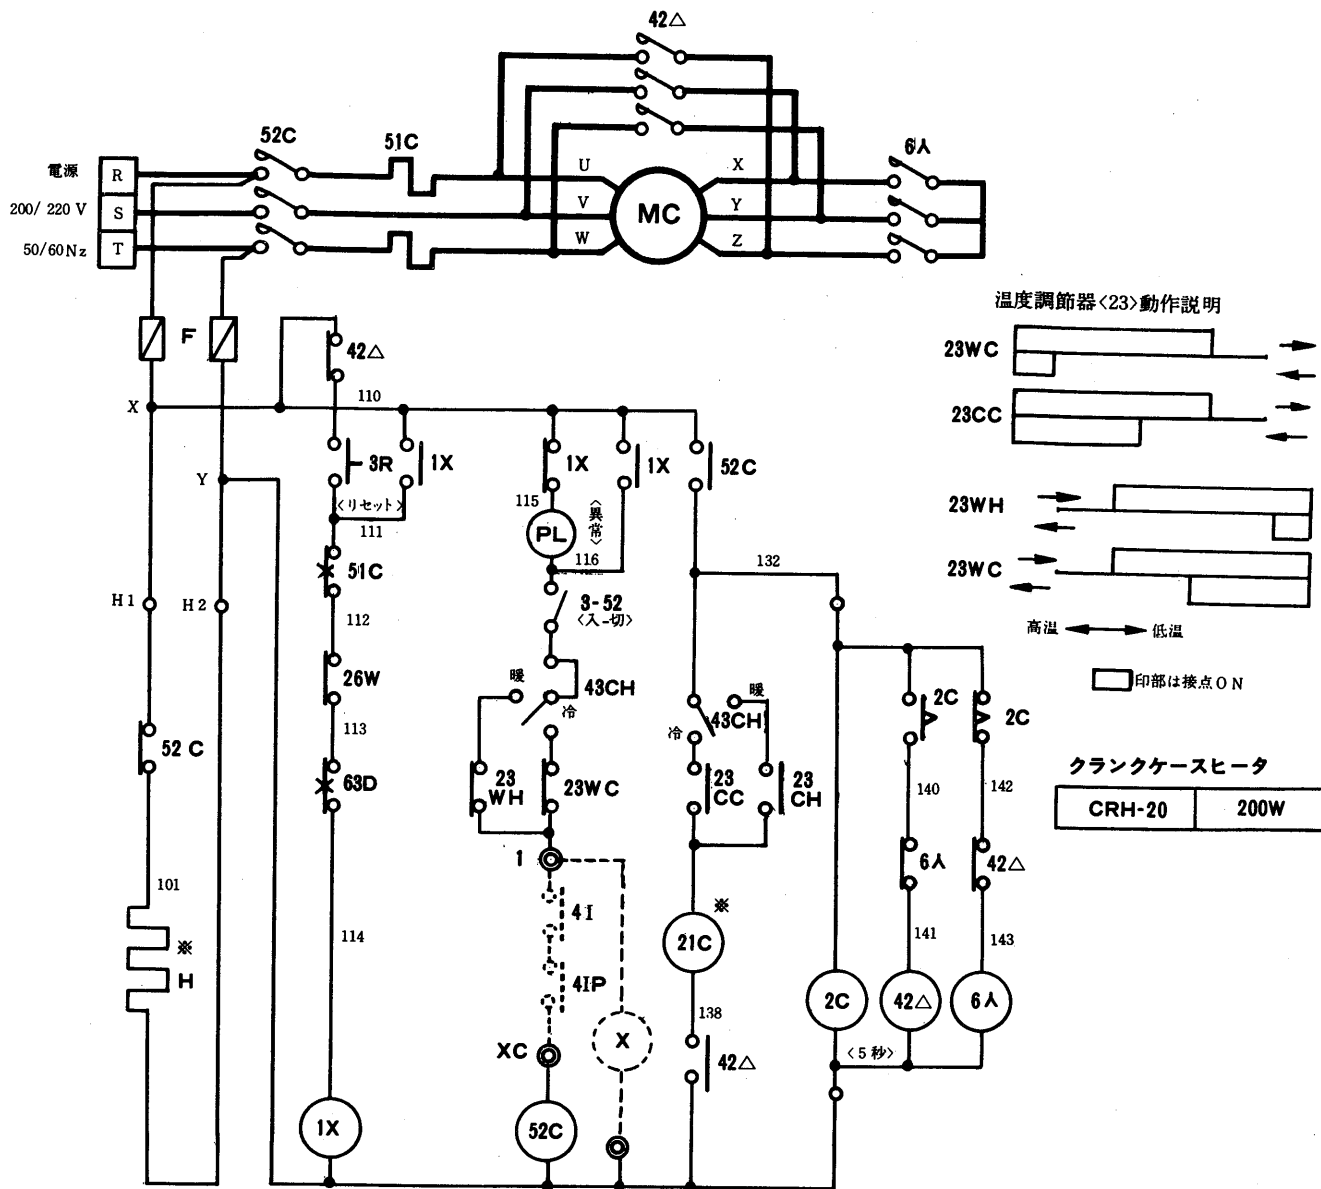 42△
52C
51C
6人
電源
R
200/220 V
S
50/60Nz
T
U
V
W
MC
X
Y
Z
F
温度調節器<23>動作説明
23WC
23CC
23WH
23WC
高温
低温
印部は接点ON
クランクケースヒータ
CRH-20
200W
X
Y
42△
110
3R
<リセット>
1X
111
51C
112
26W
113
63D
114
1X
H1
H2
52C
101
※
H
1X
115
PL
<異常>
1X
116
3-52
<入-切>
43CH
暖
冷
23
WH
23WC
1
4I
4IP
XC
X
52C
52C
132
43CH
暖
冷
23
CC
23
CH
※
21C
138
42△
2C
2C
140
142
6人
42△
141
143
2C
42△
6人
<5秒>